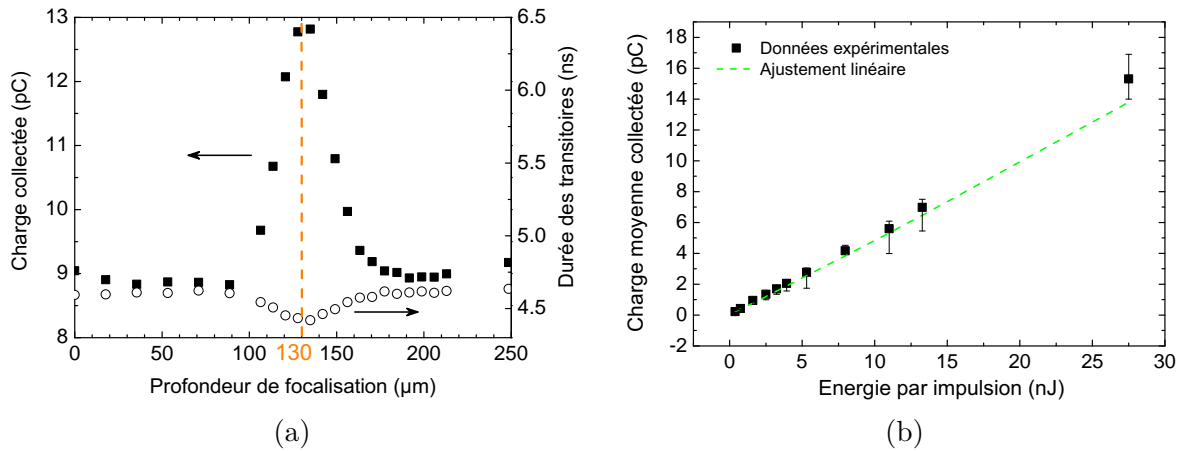 13
12
11
10
9
8
Charge collectée (pC)
6.5
6.0
5.5
5.0
4.5
Durée des transitoires (ns)
0 50 100 130 150 200 250
Profondeur de focalisation (µm)
(a)
18
16
14
12
10
8
6
4
2
0
-2
Charge moyenne collectée (pC)
Données expérimentales
Ajustement linéaire
0 5 10 15 20 25 30
Energie par impulsion (nJ)
(b)